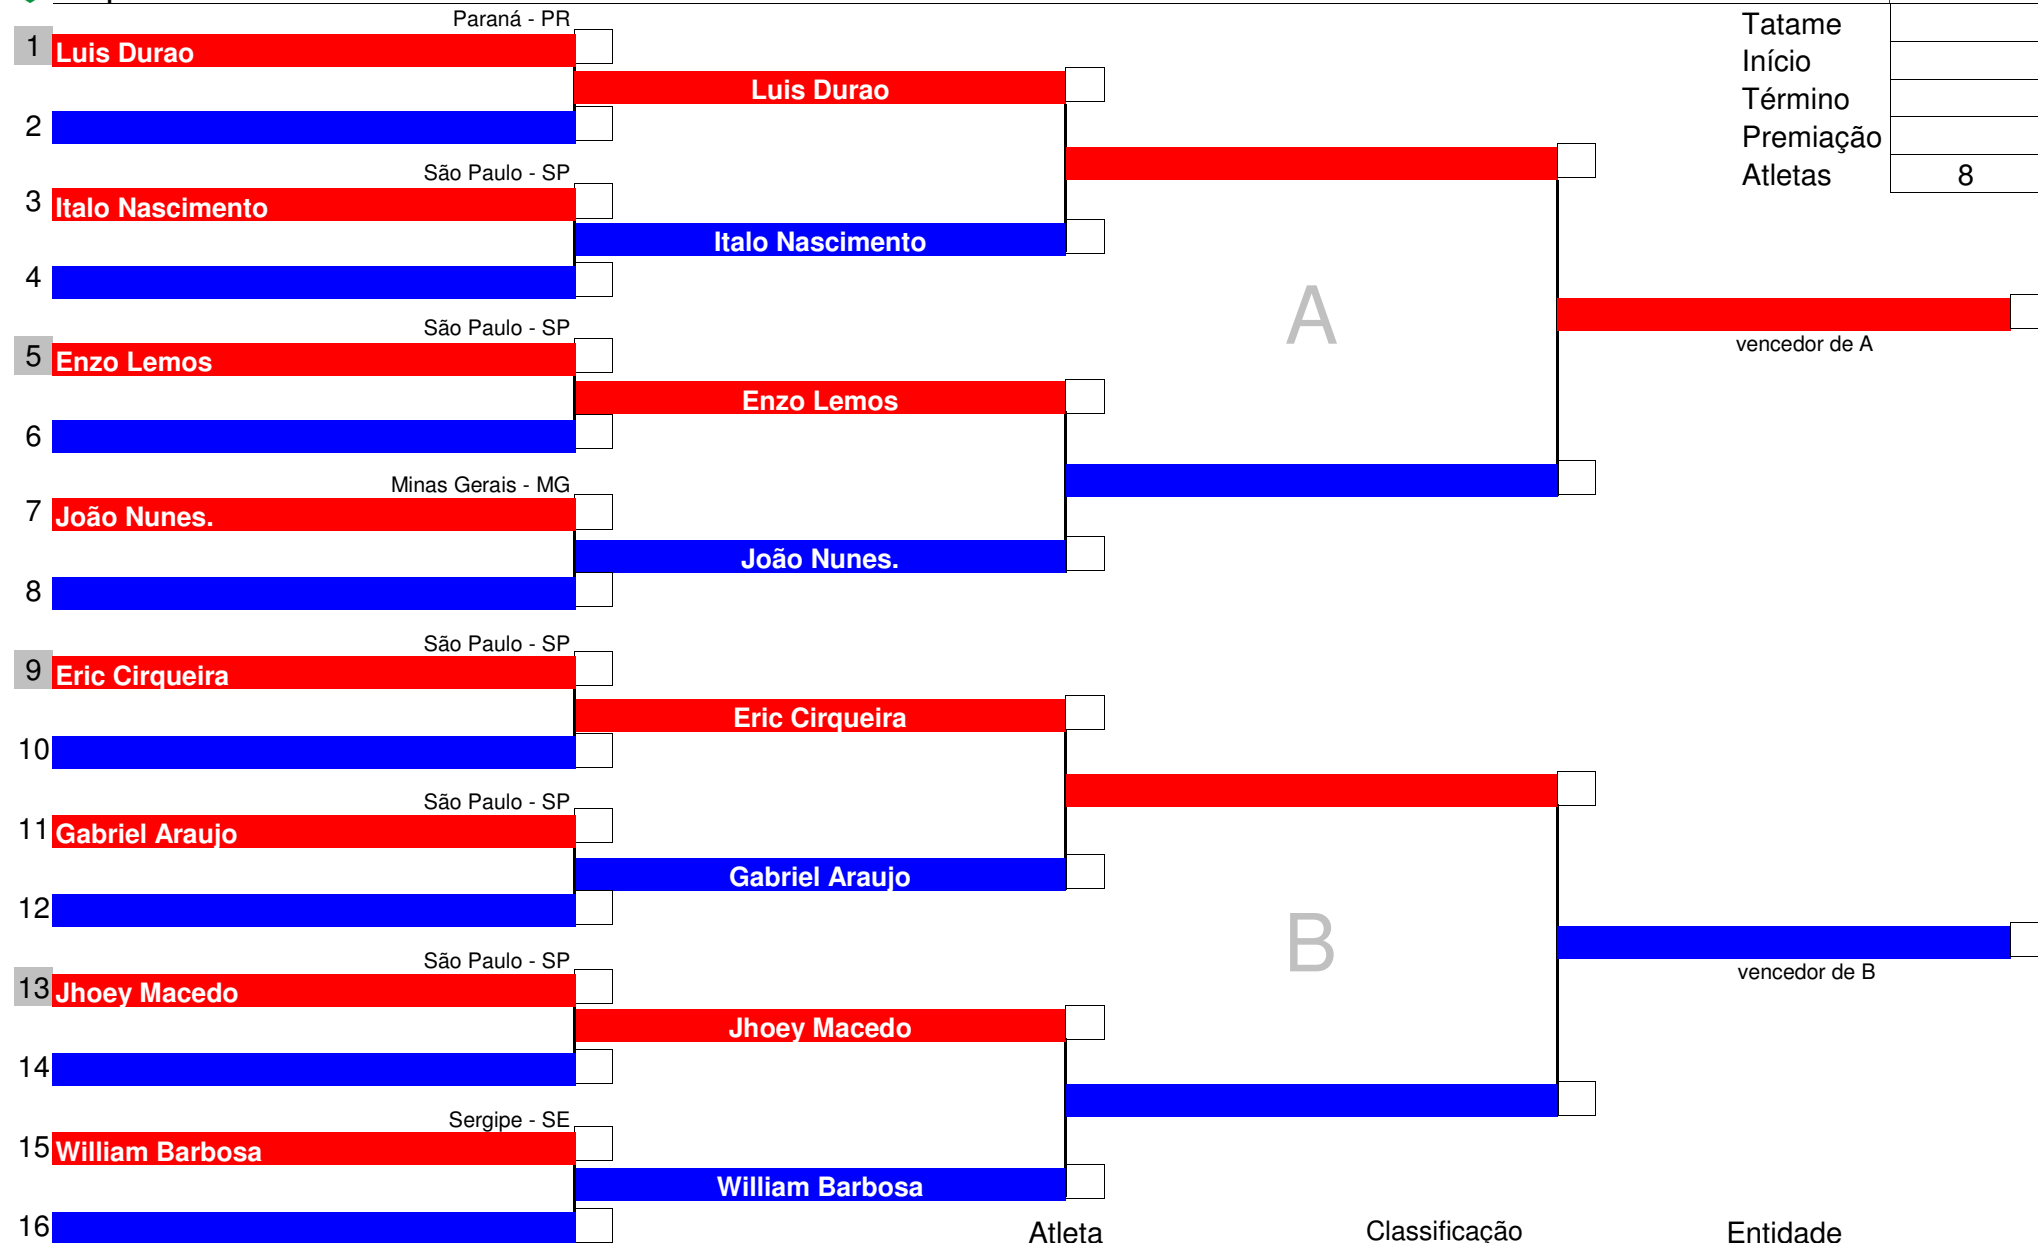 Paraná - PR
1 Luis Durao
Luis Durao
2
São Paulo - SP
3 Italo Nascimento
Italo Nascimento
4
São Paulo - SP
5 Enzo Lemos
Enzo Lemos
6
Minas Gerais - MG
7 João Nunes.
João Nunes.
8
São Paulo - SP
9 Eric Cirqueira
Eric Cirqueira
10
São Paulo - SP
11 Gabriel Araujo
Gabriel Araujo
12
São Paulo - SP
13 Jhoey Macedo
Jhoey Macedo
14
Sergipe - SE
15 William Barbosa
William Barbosa
16
A
B
vencedor de A
vencedor de B
Tatame
Início
Término
Premiação
Atletas 8
Atleta Classificação Entidade